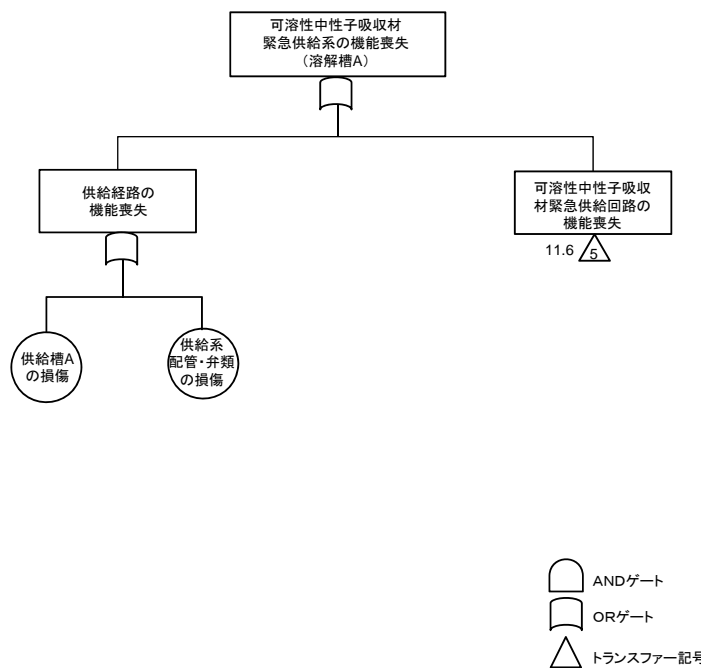 可溶性中性子吸収材
緊急供給系の機能喪失
（溶解槽A）
供給経路の
機能喪失
可溶性中性子吸収
材緊急供給回路の
機能喪失
11.6 5
供給槽A
の損傷
供給系
配管・弁類
の損傷
ANDゲート
ORゲート
トランスファー記号